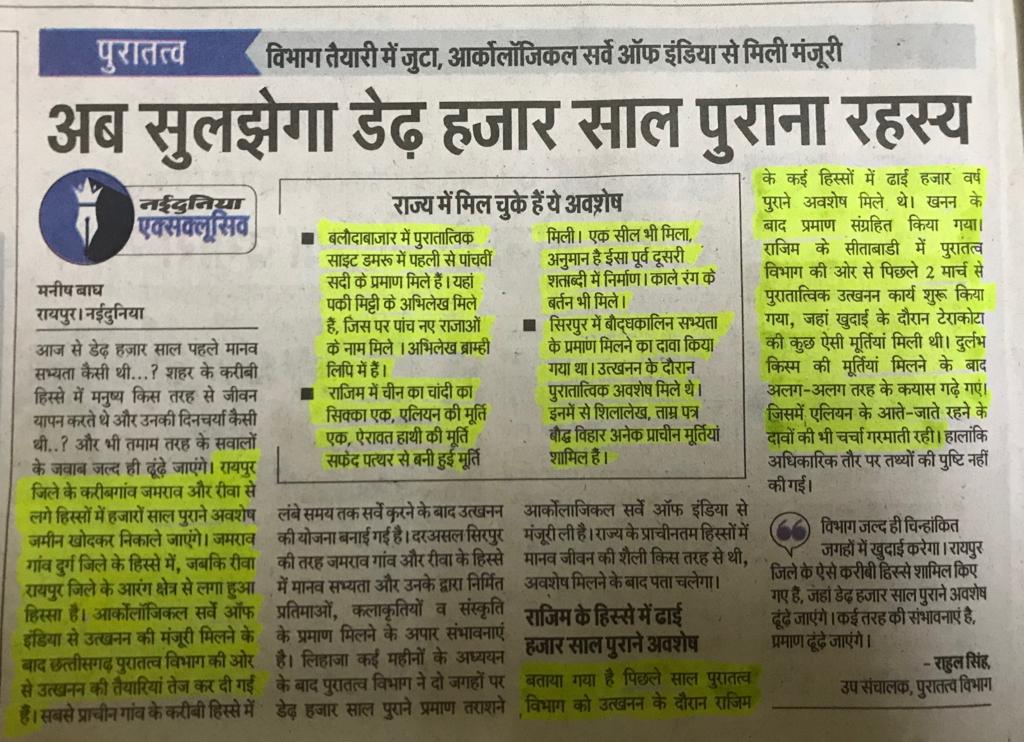 पुरातत्व
विभाग तैयारी में जुटा, आर्कोलॉजिकल सर्वे ऑफ इंडिया से मिली मंजूरी
अब सुलझेगा डेढ़ हजार साल पुराना रहस्य
नईदुनिया
एक्सक्लूसिव
मनीष बाघ
रायपुर। नईदुनिया
आज से डेढ़ हज़ार साल पहले मानव
सभ्यता कैसी थी...? शहर के करीबी
हिस्से में मनुष्य किस तरह से जीवन
यापन करते थे और उनकी दिनचर्या कैसी
थी..? और भी तमाम तरह के सवालों
के जवाब जल्द ही ढूंढ़े जाएंगे। रायपुर
जिले के करीबगांव जमराव और रीवा से
लगे हिस्सों में हजारों साल पुराने अवशेष
जमीन खोदकर निकाले जाएंगे। जमराव
गांव दुर्ग जिले के हिस्से में, जबकि रीवा
रायपुर जिले के आरंग क्षेत्र से लगा हुआ
हिस्सा है। आर्कोलॉजिकल सर्वे ऑफ
इंडिया से उत्खनन की मंजूरी मिलने के
बाद छत्तीसगढ़ पुरातत्व विभाग की ओर
से उत्खनन की तैयारियां तेज कर दी गई
हैं। सबसे प्राचीन गांव के करीबी हिस्से में
राज्य में मिल चुके हैं ये अवशेष
■ बलौदाबाजार में पुरातात्विक
साइट डमरू में पहली से पांचवीं
सदी के प्रमाण मिले हैं। यहां
पकी मिट्टी के अभिलेख मिले
हैं, जिस पर पांच नए राजाओं
के नाम मिले । अभिलेख ब्राम्ही
लिपि में हैं।
■ राजिम में चीन का चांदी का
सिक्का एक, एलियन की मूर्ति
एक, ऐरावत हाथी की मूर्ति
सफेद पत्थर से बनी हुई मूर्ति
मिली। एक सील भी मिला,
अनुमान है ईसा पूर्व दूसरी
शताब्दी में निर्माण। काले रंग के
बर्तन भी मिले।
■ सिरपुर में बौद्धकालिन सभ्यता
के प्रमाण मिलने का दावा किया
गया था। उत्खनन के दौरान
पुरातात्विक अवशेष मिले थे।
इनमें से शिलालेख, ताम्र पत्र
बौद्ध विहार अनेक प्राचीन मूर्तियां
शामिल हैं।
लंबे समय तक सर्वे करने के बाद उत्खनन
की योजना बनाई गई है। दरअसल सिरपुर
की तरह जमराव गांव और रीवा के हिस्से
में मानव सभ्यता और उनके द्वारा निर्मित
प्रतिमाओं, कलाकृतियों व संस्कृति
के प्रमाण मिलने के अपार संभावनाएं
है। लिहाजा कई महीनों के अध्ययन
के बाद पुरातत्व विभाग ने दो जगहों पर
डेढ़ हजार साल पुराने प्रमाण तराशने
आर्कोलॉजिकल सर्वे ऑफ इंडिया से
मंजूरी ली है। राज्य के प्राचीनतम हिस्सों में
मानव जीवन की शैली किस तरह से थी,
अवशेष मिलने के बाद पता चलेगा।
राजिम के हिस्से में ढाई
हजार साल पुराने अवशेष
बताया गया है पिछले साल पुरातत्व
विभाग को उत्खनन के दौरान राजिम
के कई हिस्सों में ढाई हजार वर्ष
पुराने अवशेष मिले थे। खनन के
बाद प्रमाण संग्रहित किया गया।
राजिम के सीताबाडी में पुरातत्व
विभाग की ओर से पिछले 2 मार्च से
पुरातात्विक उत्खनन कार्य शुरू किया
गया, जहां खुदाई के दौरान टेराकोटा
की कुछ ऐसी मूर्तियां मिली थी। दुर्लभ
किस्म की मूर्तियां मिलने के बाद
अलग-अलग तरह के कयास गढ़े गए।
जिसमें एलियन के आते-जाते रहने के
दावों की भी चर्चा गरमाती रही। हालांकि
अधिकारिक तौर पर तथ्यों की पुष्टि नहीं
की गई।
विभाग जल्द ही चिन्हांकित
जगहों में खुदाई करेगा। रायपुर
जिले के ऐसे करीबी हिस्से शामिल किए
गए हैं, जहां डेढ़ हजार साल पुराने अवशेष
ढूंढ़े जाएंगे। कई तरह की संभावनाएं है,
प्रमाण ढूंढ़े जाएंगे।
- राहुल सिंह,
उप संचालक, पुरातत्व विभाग